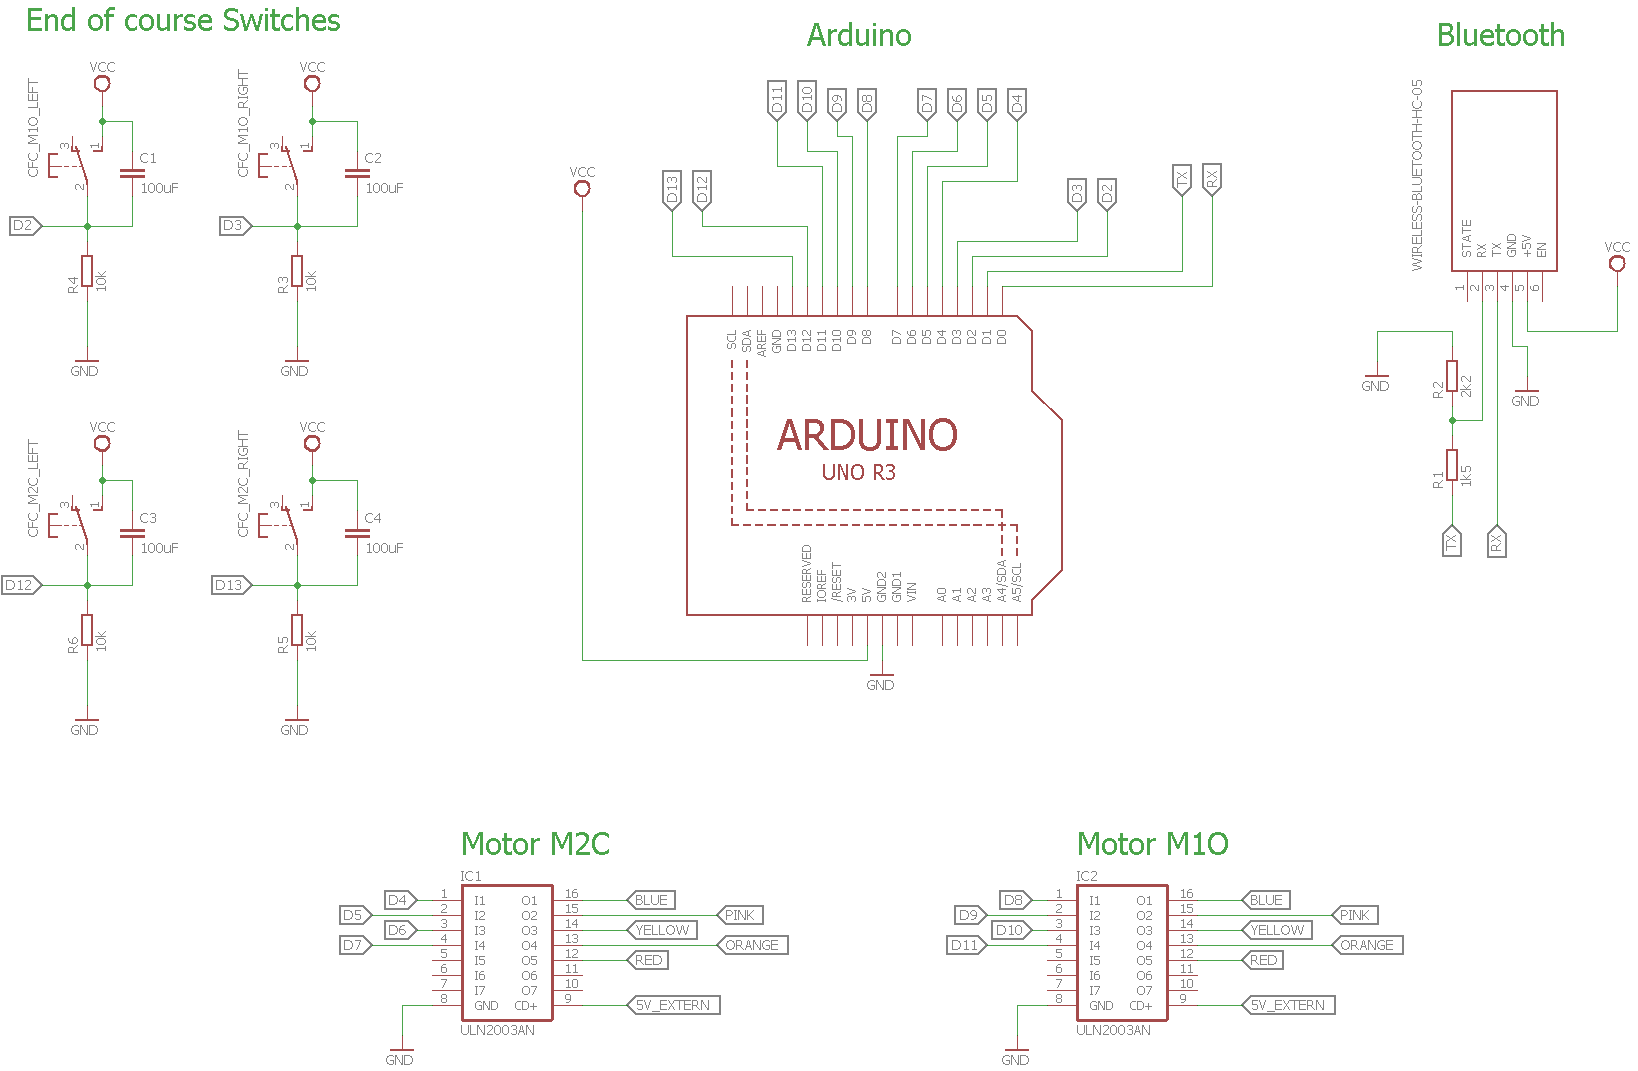 End of course Switches
VCC
CFC_M1O_LEFT
3
1
2
C1
100uF
D2
R4
10k
GND
VCC
CFC_M1O_RIGHT
3
1
2
C2
100uF
D3
R3
10k
GND
VCC
CFC_M2C_LEFT
3
1
2
C3
100uF
D12
R6
10k
GND
VCC
CFC_M2C_RIGHT
3
1
2
C4
100uF
D13
R5
10k
GND
Arduino
D11
D10
D9
D8
D7
D6
D5
D4
VCC
D13
D12
D3
D2
TX
RX
SCL
SDA
AREF
GND
D13
D12
D11
D10
D9
D8
D7
D6
D5
D4
D3
D2
D1
D0
ARDUINO
UNO R3
RESERVED
IOREF
/RESET
3V
5V
GND2
GND1
VIN
A0
A1
A2
A3
A4/SDA
A5/SCL
GND
Bluetooth
WIRELESS-BLUETOOTH-HC-05
STATE
RX
TX
GND
+5V
EN
1
2
3
4
5
6
VCC
GND
R2
2k2
GND
R1
1k5
TX
RX
Motor M2C
IC1
D4 1 I1 O1 16 BLUE
D5 2 I2 O2 15 PINK
D6 3 I3 O3 14 YELLOW
D7 4 I4 O4 13 ORANGE
5 I5 O5 12 RED
6 I6 O6 11
7 I7 O7 10
8 GND CD+ 9 5V_EXTERN
ULN2003AN
GND
Motor M1O
IC2
D8 1 I1 O1 16 BLUE
D9 2 I2 O2 15 PINK
D10 3 I3 O3 14 YELLOW
D11 4 I4 O4 13 ORANGE
5 I5 O5 12 RED
6 I6 O6 11
7 I7 O7 10
8 GND CD+ 9 5V_EXTERN
ULN2003AN
GND